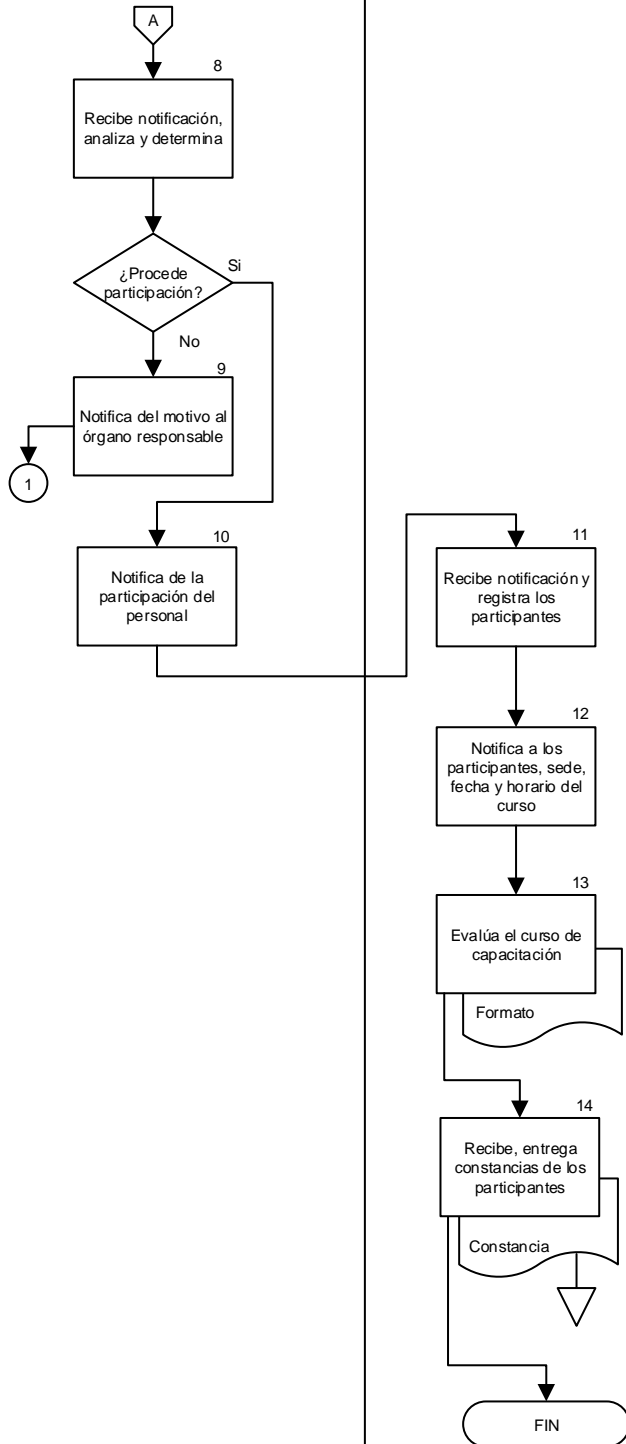 A
8
Recibe notificación,
analiza y determina
¿Procede
participación?
Si
No
9
Notifica del motivo al
órgano responsable
1
10
Notifica de la
participación del
personal
11
Recibe notificación y
registra los
participantes
12
Notifica a los
participantes, sede,
fecha y horario del
curso
13
Evalúa el curso de
capacitación
Formato
14
Recibe, entrega
constancias de los
participantes
Constancia
FIN